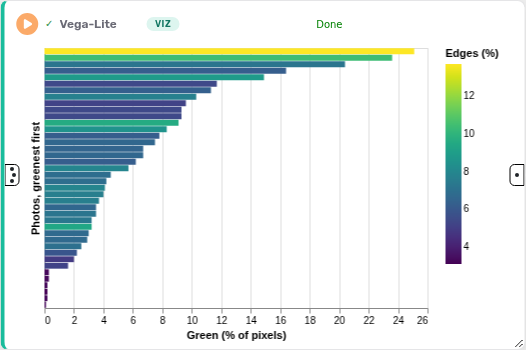 ✓ Vega-Lite VIZ Done
Edges (%)
12
10
8
6
4
Photos, greenest first
0 2 4 6 8 10 12 14 16 18 20 22 24 26
Green (% of pixels)